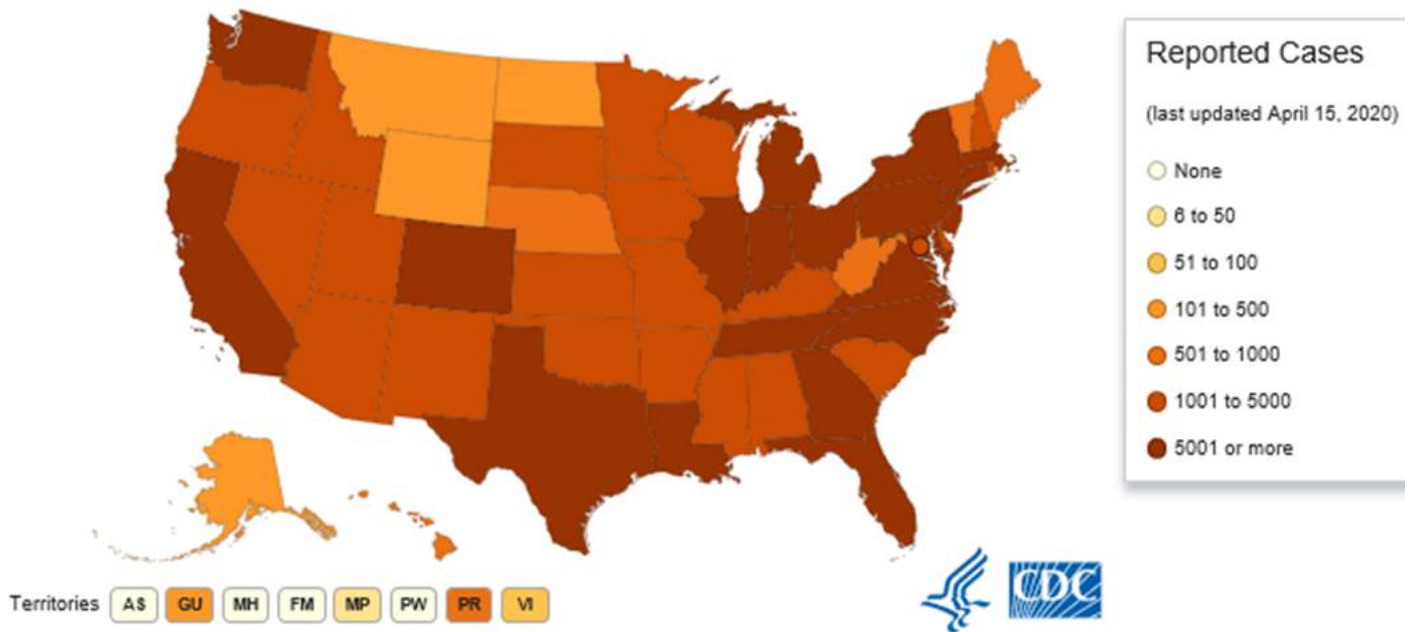 Reported Cases
(last updated April 15, 2020)
None
6 to 50
51 to 100
101 to 500
501 to 1000
1001 to 5000
5001 or more
Territories AS GU MH FM MP PW PR VI
CDC